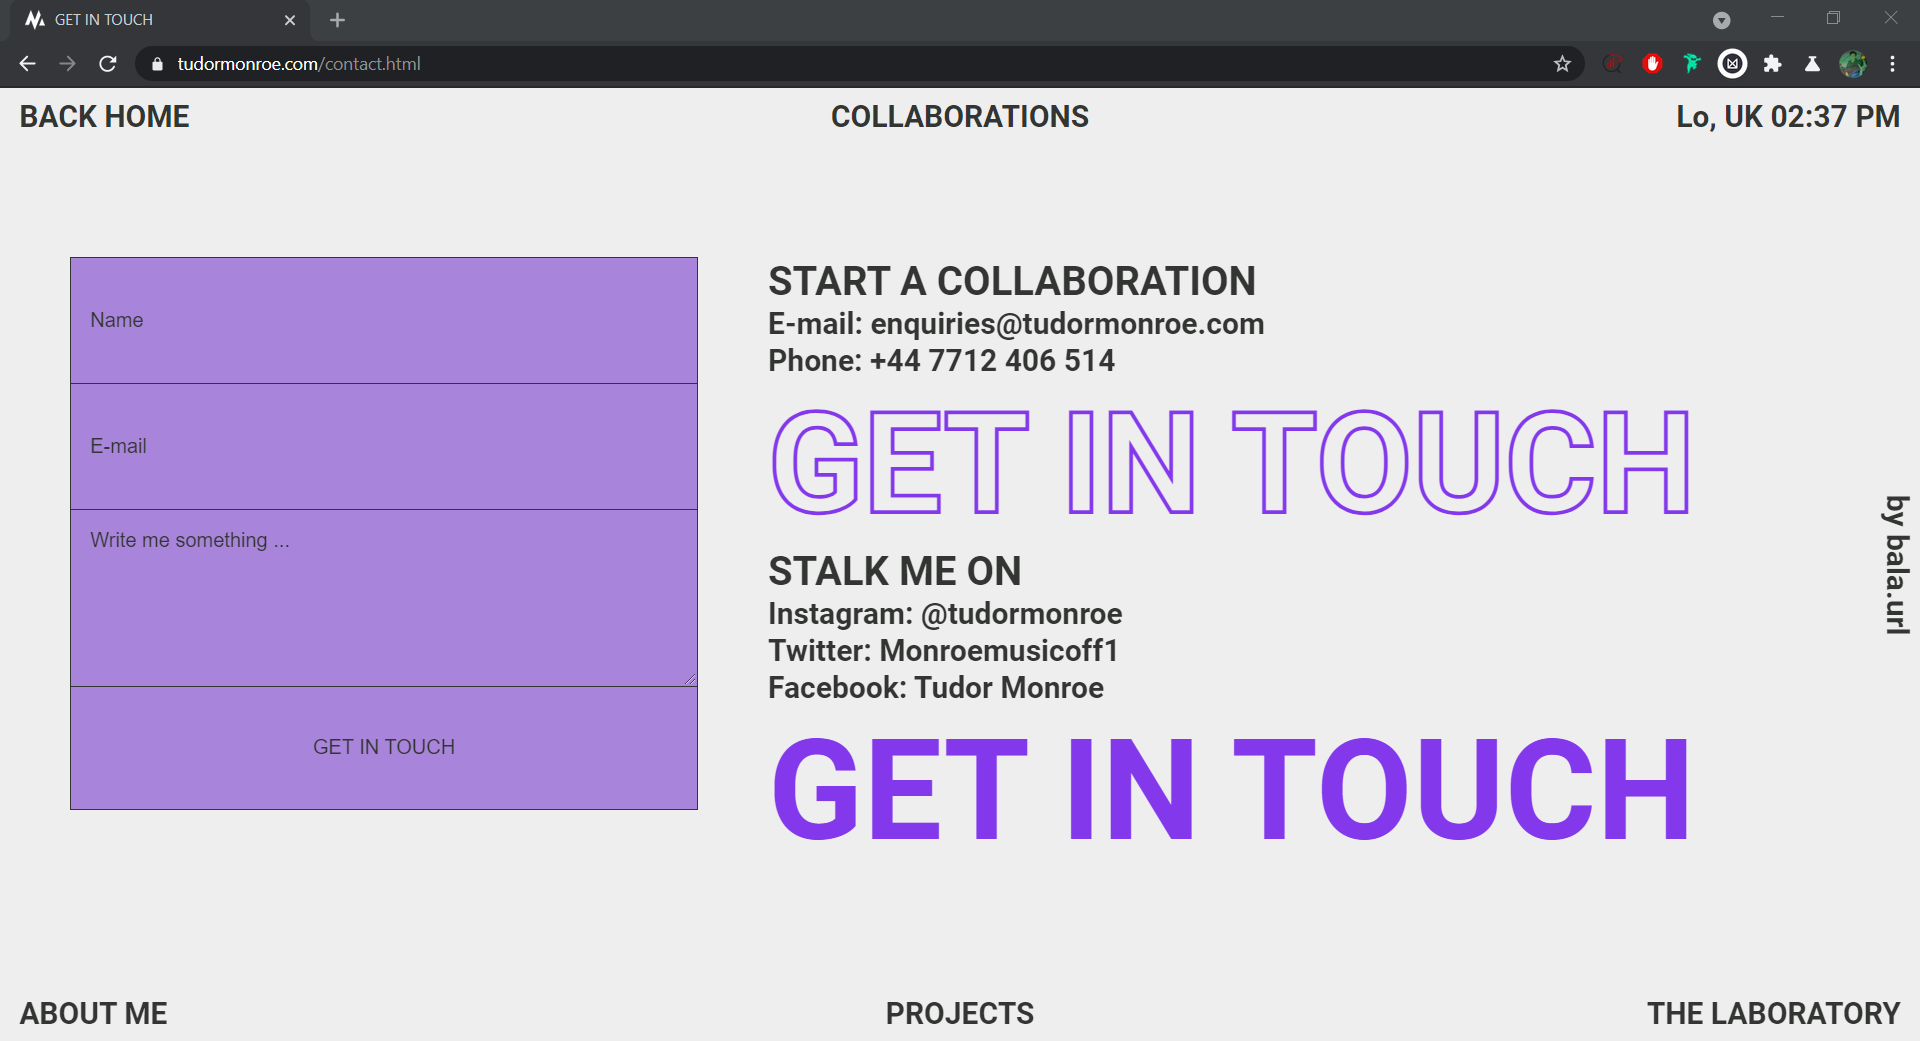 GET IN TOUCH
tudormonroe.com/contact.html
BACK HOME
COLLABORATIONS
Lo, UK 02:37 PM
Name
E-mail
Write me something ...
GET IN TOUCH
START A COLLABORATION
E-mail: enquiries@tudormonroe.com
Phone: +44 7712 406 514
GET IN TOUCH
STALK ME ON
Instagram: @tudormonroe
Twitter: Monroemusicoff1
Facebook: Tudor Monroe
GET IN TOUCH
by bala.url
ABOUT ME
PROJECTS
THE LABORATORY